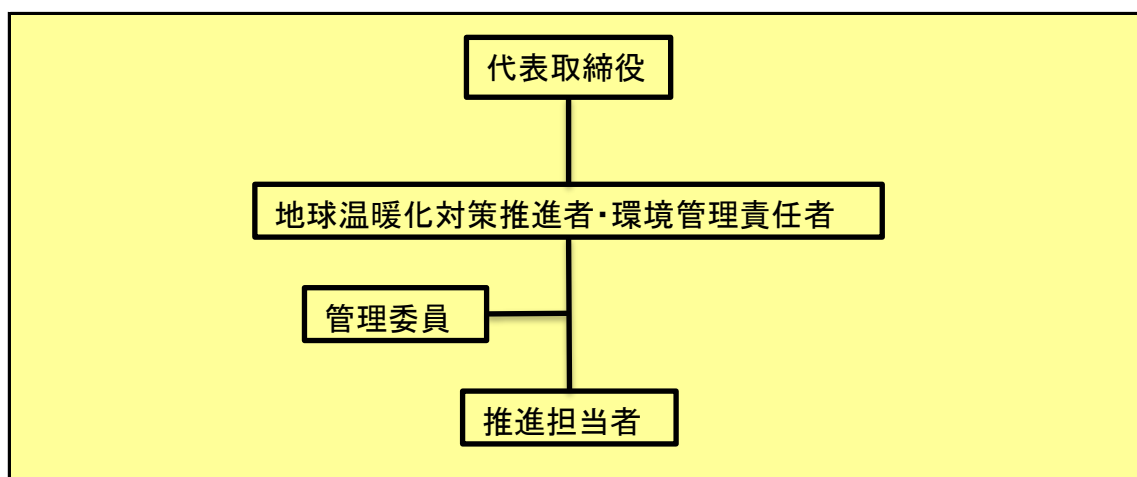 代表取締役
地球温暖化対策推進者・環境管理責任者
管理委員
推進担当者